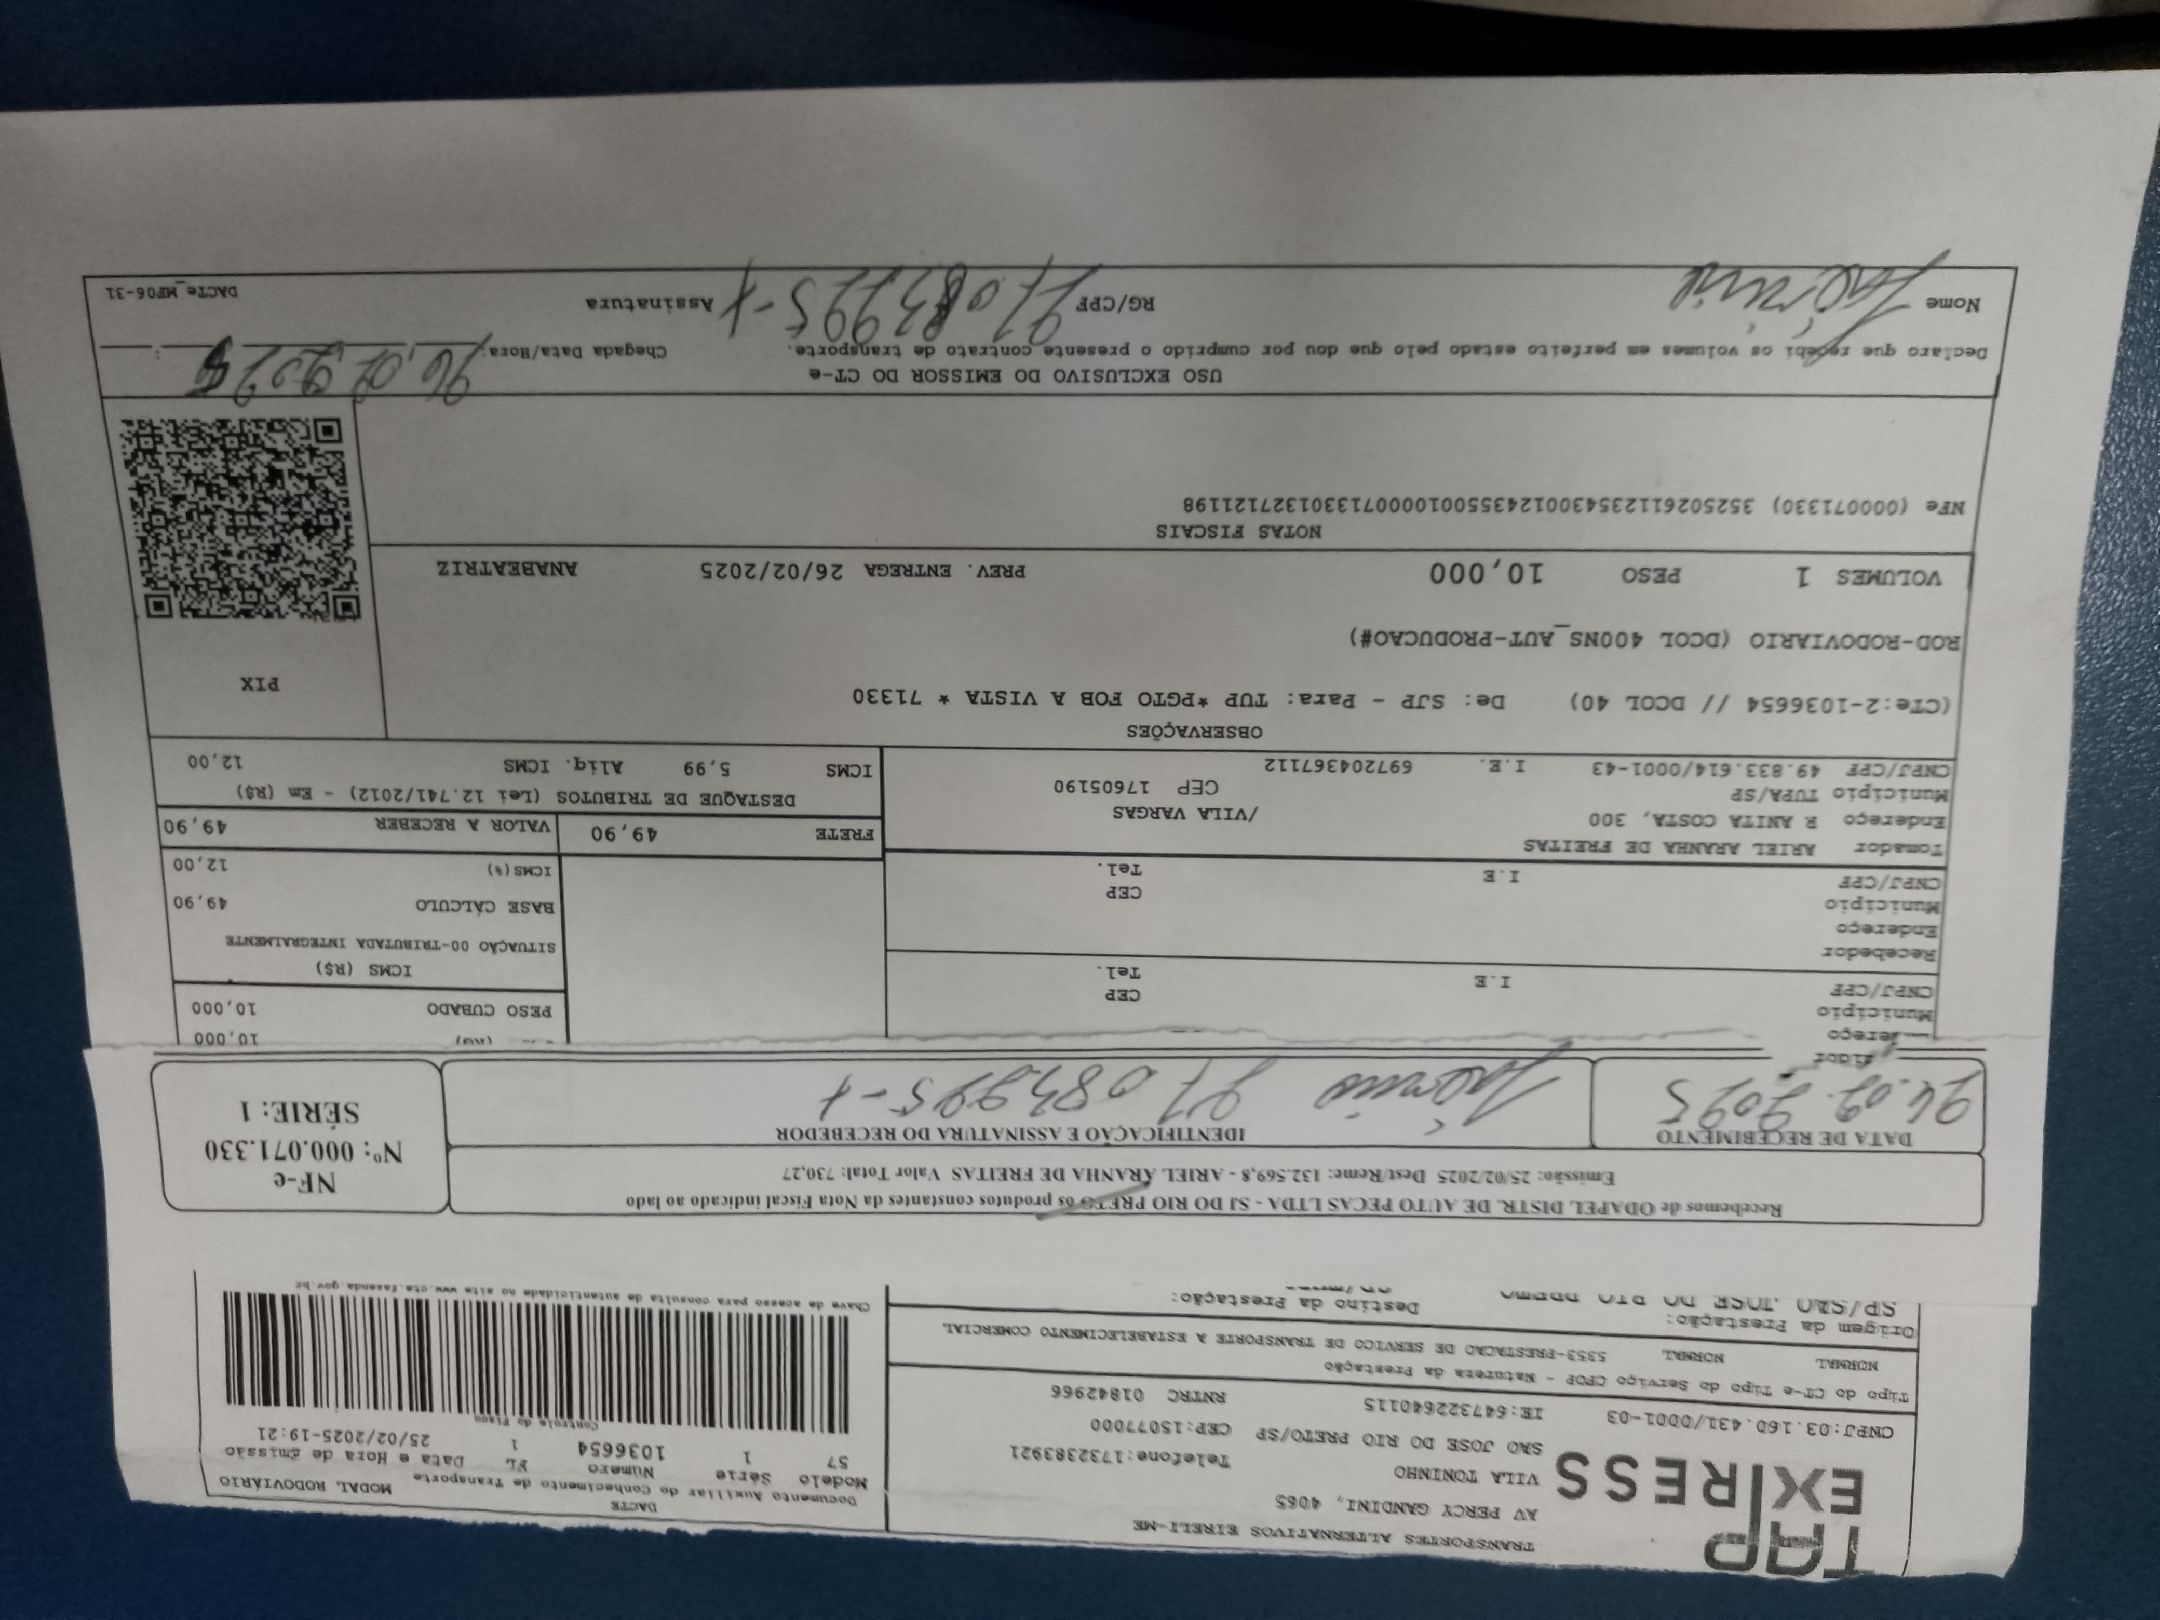 TAP
EXPRESS
TRANSPORTES ALTERNATIVOS EIRELI-ME
AV PERCY GANDINI, 4065
VILA TONINHO Telefone:1732383921
SAO JOSE DO RIO PRETO/SP CEP:15077000
CNPJ:03.160.431/0001-03 IE:647322640115 RNTRC 01842966
DACTE
Documento Auxiliar do Conhecimento de Transporte MODAL RODOVIÁRIO
Modelo Série Número FL Data e Hora de Emissão
57 1 1036654 1 25/02/2025-19:21
Controle do Fisco
Chave de acesso para consulta de autenticidade no site www.cte.fazenda.gov.br
Tipo do CT-e Tipo do Serviço CFOP - Natureza da Prestação
NORMAL NORMAL 5353-PRESTACAO DE SERVICO DE TRANSPORTE A ESTABELECIMENTO COMERCIAL
Origem da Prestação: Destino da Prestação:
SP/SAO JOSE DO RIO PRETO
Recebemos de ODAPEL DISTR. DE AUTO PECAS LTDA - SJ DO RIO PRETO os produtos constantes da Nota Fiscal indicado ao lado
Emissão: 25/02/2025 Dest/Reme: 132.569,8 - ARIEL ARANHA DE FREITAS Valor Total: 730,27
DATA DE RECEBIMENTO IDENTIFICAÇÃO E ASSINATURA DO RECEBEDOR
26.02.2025
NF-e
Nº: 000.071.330
SÉRIE: 1
Município
CNPJ/CPF I.E
CEP
Tel.
10,000
PESO CUBADO 10,000
Recebedor
Endereço
Município
CNPJ/CPF I.E
CEP
Tel.
ICMS (R$)
SITUAÇÃO 00-TRIBUTADA INTEGRALMENTE
BASE CÁLCULO 49,90
ICMS(%) 12,00
Tomador ARIEL ARANHA DE FREITAS
Endereço R ANITA COSTA, 300 /VILA VARGAS
Município TUPA/SP CEP 17605190
CNPJ/CPF 49.833.614/0001-43 I.E. 697204367112
FRETE 49,90 VALOR A RECEBER 49,90
DESTAQUE DE TRIBUTOS (Lei 12.741/2012) - Em (R$)
ICMS 5,99 Aliq. ICMS 12,00
OBSERVAÇÕES
(CTe:2-1036654 // DCOL 40) De: SJP - Para: TUP *PGTO FOB A VISTA * 71330
ROD-RODOVIARIO (DCOL 400NS_AUT-PRODUCAO#)
PIX
VOLUMES 1 PESO 10,000 PREV. ENTREGA 26/02/2025 ANABEATRIZ
NOTAS FISCAIS
NFe (000071330) 35250261123543001243550010000713301327121198
USO EXCLUSIVO DO EMISSOR DO CT-e
Declaro que recebi os volumes em perfeito estado pelo que dou por cumprido o presente contrato de transporte. Chegada Data/Hora: 26,02,2025 :
Nome RG/CPF Assinatura DACTe_MF06-31